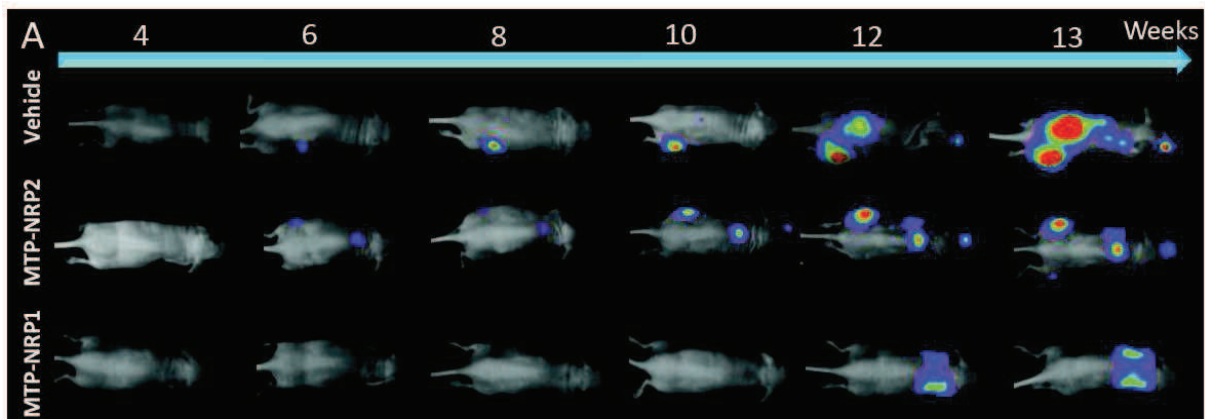 A
4 6 8 10 12 13 Weeks
Vehicle
MTP-NRP2
MTP-NRP1